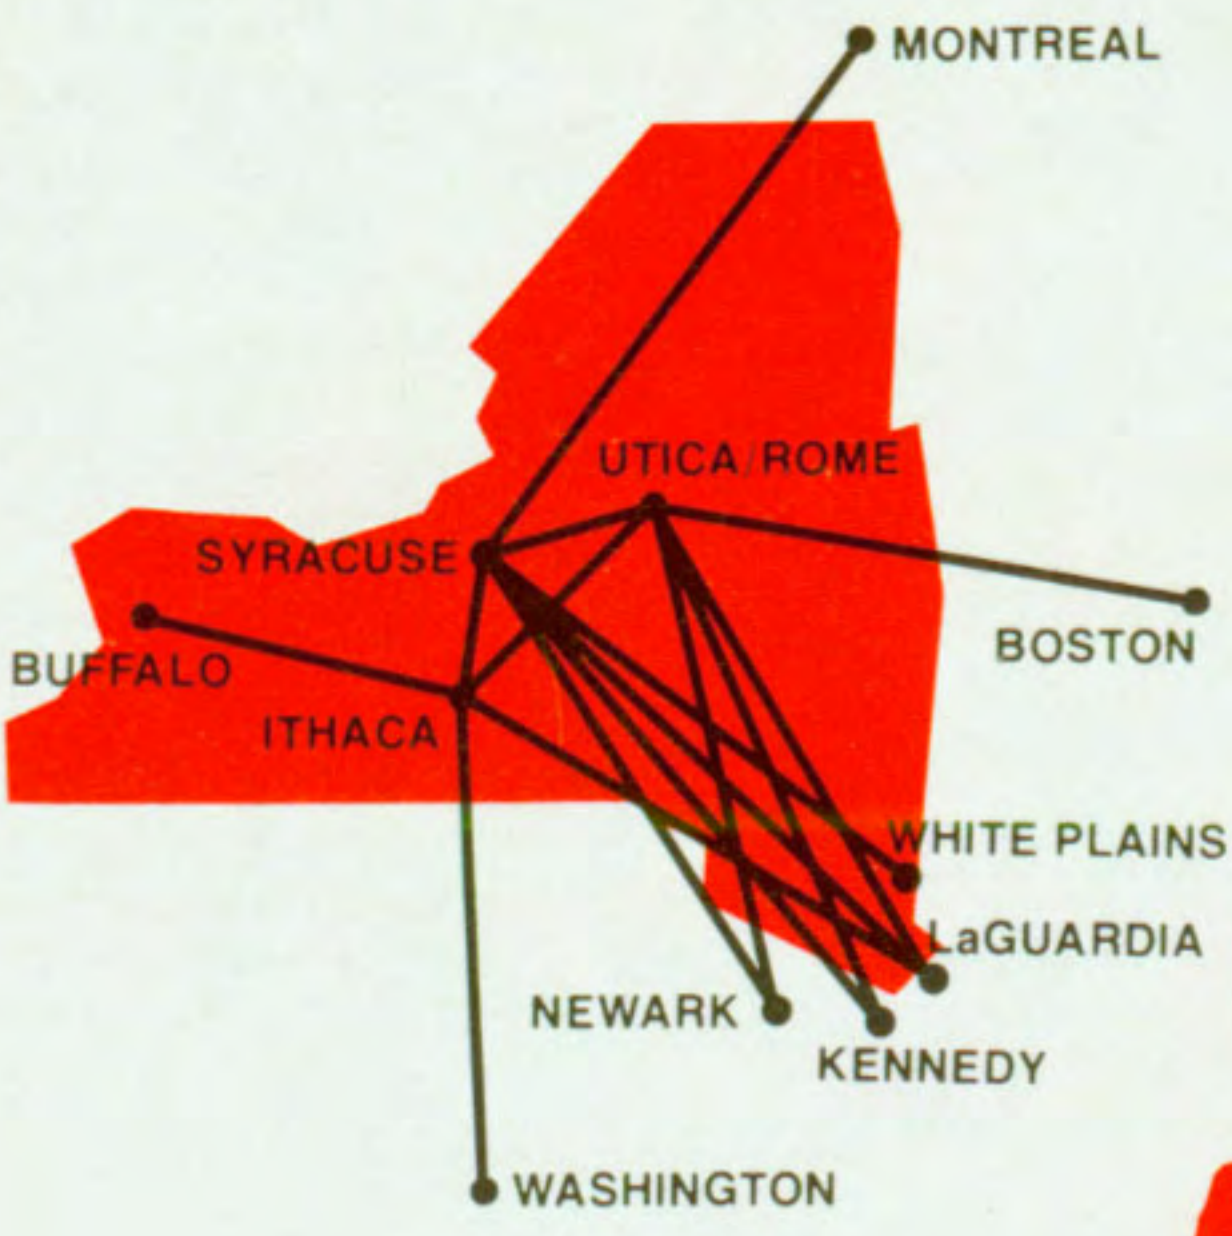 MONTREAL
UTICA/ROME
SYRACUSE
BUFFALO
BOSTON
ITHACA
WHITE PLAINS
LaGUARDIA
NEWARK
KENNEDY
WASHINGTON